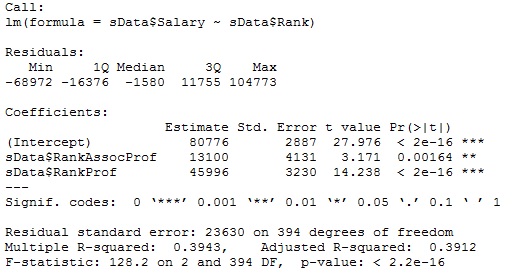 Call:
lm(formula = sData$Salary ~ sData$Rank)
Residuals:
Min 1Q Median 3Q Max
-68972 -16376 -1580 11755 104773
Coefficients:
Estimate Std. Error t value Pr(>|t|)
(Intercept) 80776 2887 27.976 < 2e-16 ***
sData$RankAssocProf 13100 4131 3.171 0.00164 **
sData$RankProf 45996 3230 14.238 < 2e-16 ***
---
Signif. codes: 0 ‘***’ 0.001 ‘**’ 0.01 ‘*’ 0.05 ‘.’ 0.1 ‘ ’ 1
Residual standard error: 23630 on 394 degrees of freedom
Multiple R-squared: 0.3943, Adjusted R-squared: 0.3912
F-statistic: 128.2 on 2 and 394 DF, p-value: < 2.2e-16